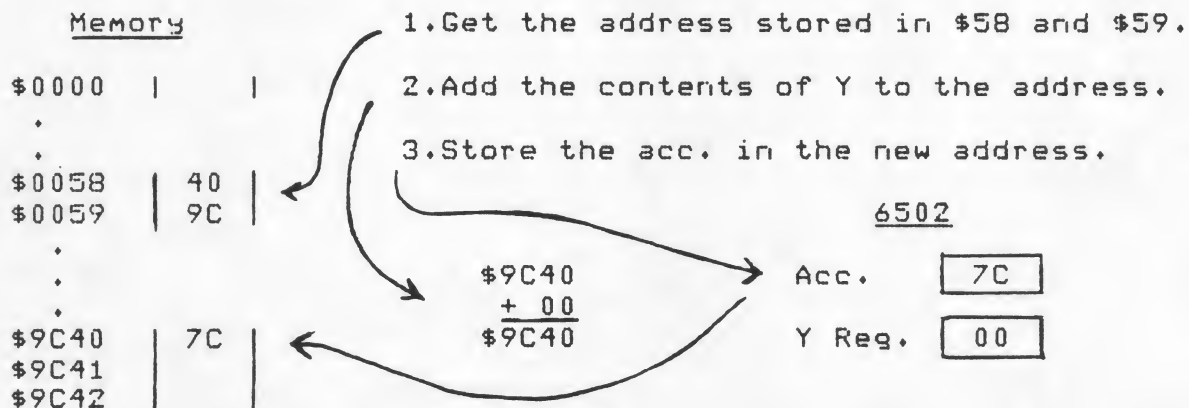 Memory
1.Get the address stored in $58 and $59.
$0000 | |
2.Add the contents of Y to the address.
.
.
3.Store the acc. in the new address.
$0058 | 40 |
$0059 | 9C |
6502
.
.
.
$9C40
+ 00
$9C40
Acc. 7C
Y Reg. 00
$9C40 | 7C |
$9C41 | |
$9C42 | |